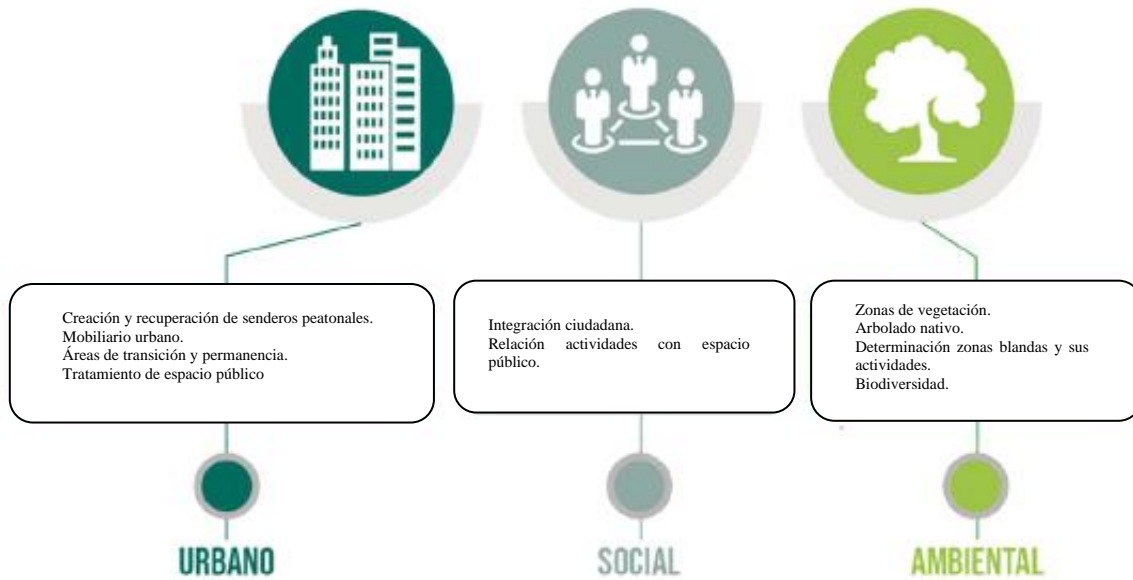 Creación y recuperación de senderos peatonales.
Mobiliario urbano.
Áreas de transición y permanencia.
Tratamiento de espacio público
Integración ciudadana.
Relación actividades con espacio
público.
Zonas de vegetación.
Arbolado nativo.
Determinación zonas blandas y sus
actividades.
Biodiversidad.
URBANO
SOCIAL
AMBIENTAL